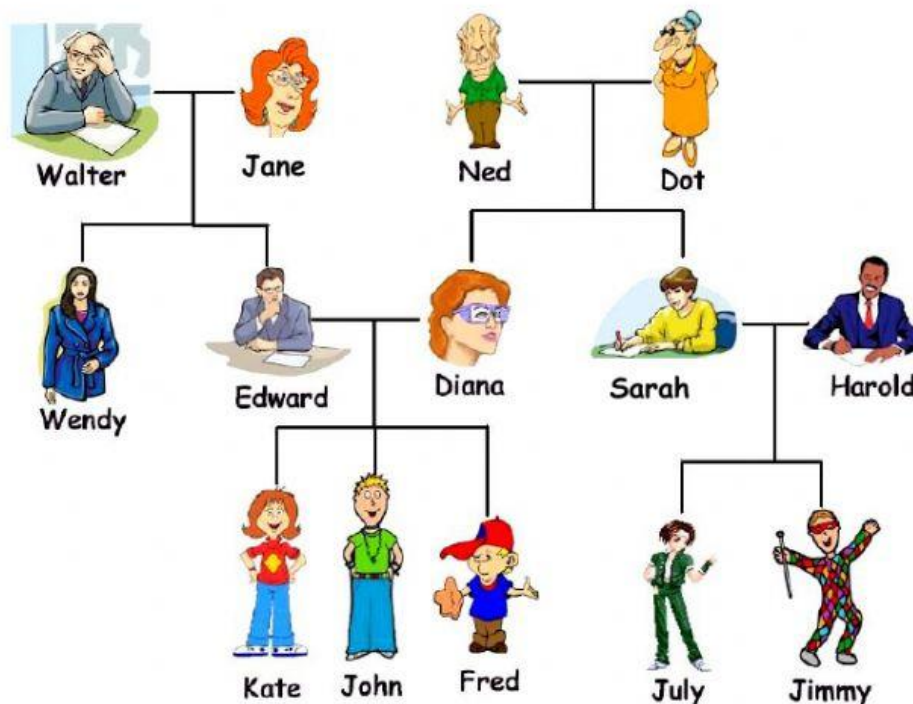 Walter
Jane
Ned
Dot
Wendy
Edward
Diana
Sarah
Harold
Kate
John
Fred
July
Jimmy